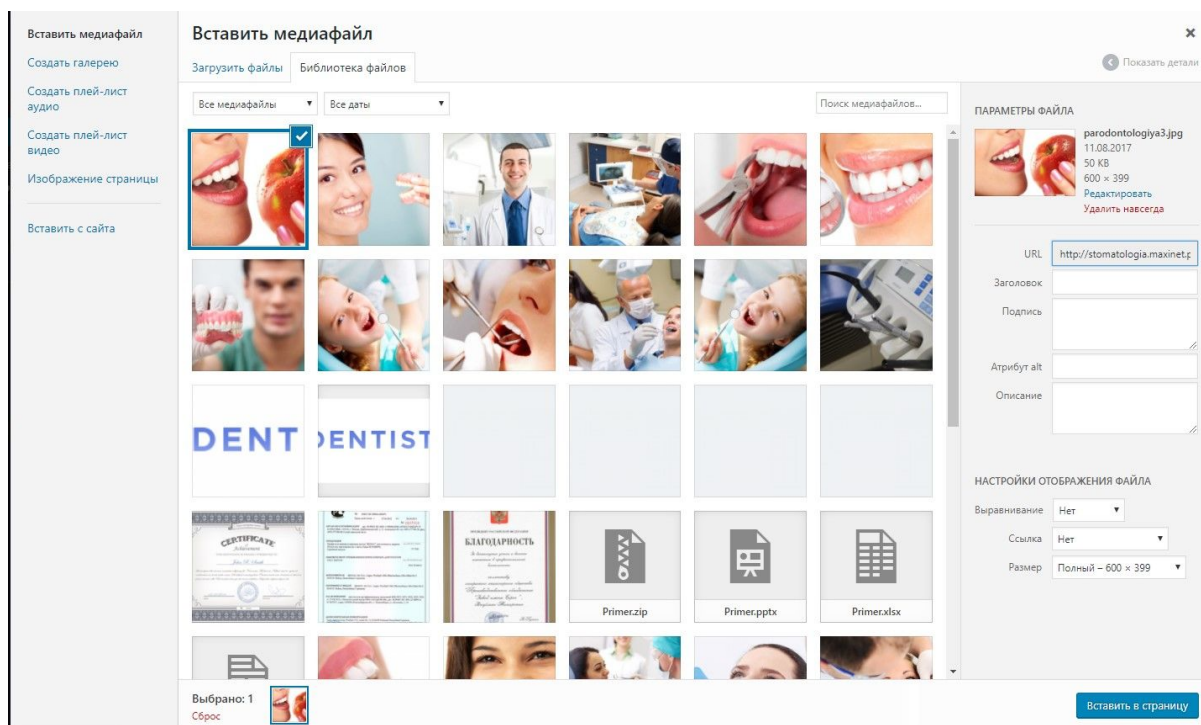 Вставить медиафайл
Создать галерею
Создать плей-лист
аудио
Создать плей-лист
видео
Изображение страницы
Вставить с сайта
Вставить медиафайл
Загрузить файлы
Библиотека файлов
Показать детали
Все медиафайлы
Все даты
Поиск медиафайлов...
DENT
DENTIST
CERTIFICATE
БЛАГОДАРНОСТЬ
Primer.zip
Primer.pptx
Primer.xlsx
ПАРАМЕТРЫ ФАЙЛА
parodontologiya3.jpg
11.08.2017
50 KB
600 × 399
Редактировать
Удалить навсегда
URL
http://stomatologia.maxinet.p
Заголовок
Подпись
Атрибут alt
Описание
НАСТРОЙКИ ОТОБРАЖЕНИЯ ФАЙЛА
Выравнивание Нет
Ссылка Нет
Размер Полный – 600 × 399
Выбрано: 1
Сброс
Вставить в страницу